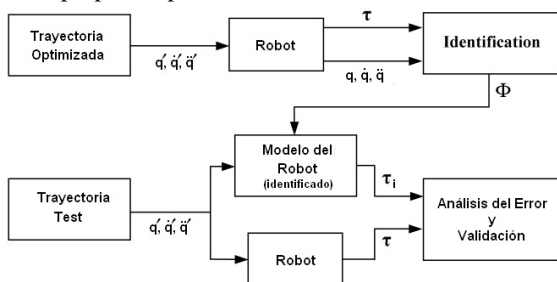 Trayectoria
Optimizada
q′, q̇′, q̈′
Robot
τ
q, q̇, q̈
Identification
Φ
Modelo del
Robot
(identificado)
Trayectoria
Test
q′, q̇′, q̈′
τi
Robot
τ
Análisis del Error
y
Validación